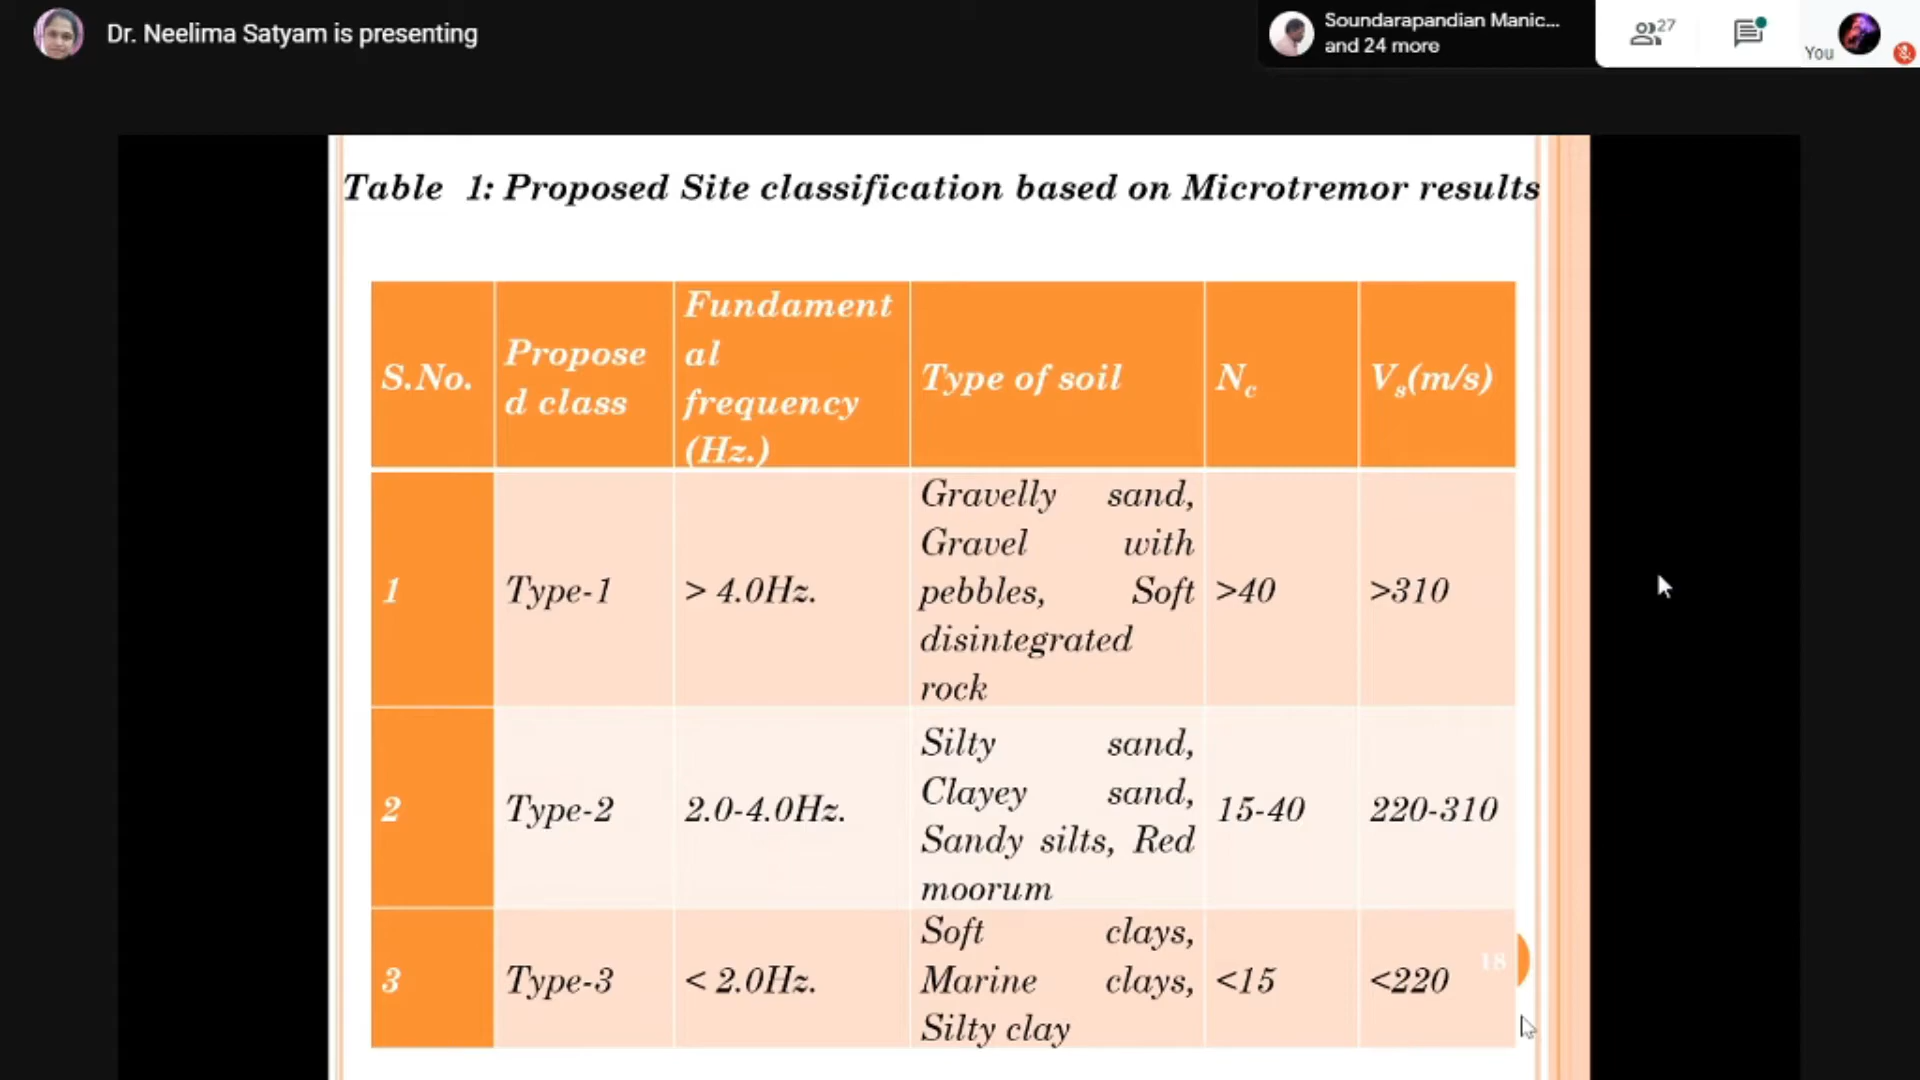 Dr. Neelima Satyam is presenting
Soundarapandian Manic...
and 24 more
27
You
Table 1: Proposed Site classification based on Microtremor results
S.No.
Propose
d class
Fundament
al
frequency
(Hz.)
Type of soil
Nc
Vs(m/s)
1
Type-1
> 4.0Hz.
Gravelly sand,
Gravel with
pebbles, Soft
disintegrated
rock
>40
>310
2
Type-2
2.0-4.0Hz.
Silty sand,
Clayey sand,
Sandy silts, Red
moorum
15-40
220-310
3
Type-3
< 2.0Hz.
Soft clays,
Marine clays,
Silty clay
<15
<220
18